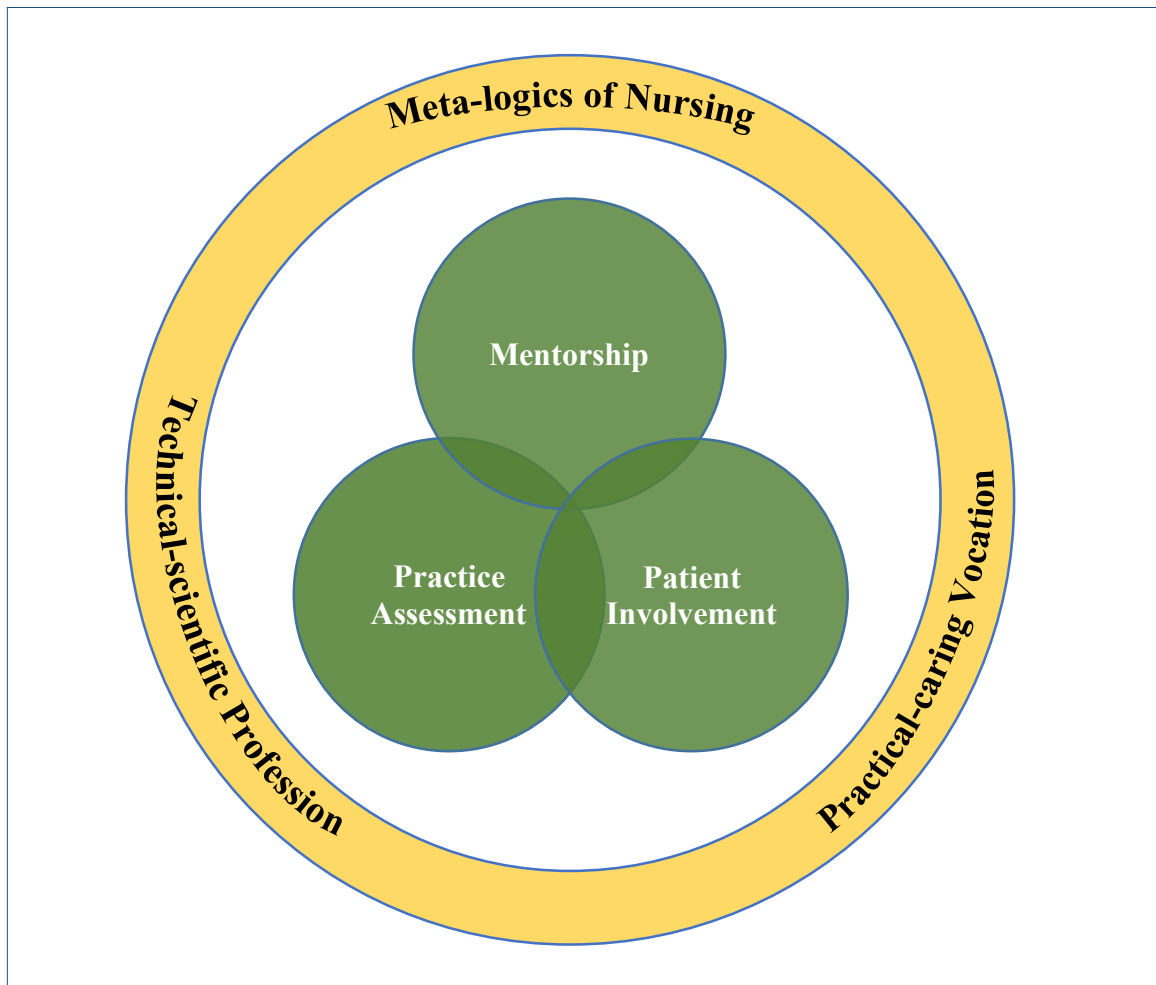 Meta-logics of Nursing
Mentorship
Technical-scientific Profession
Practice
Assessment
Patient
Involvement
Practical-caring Vocation